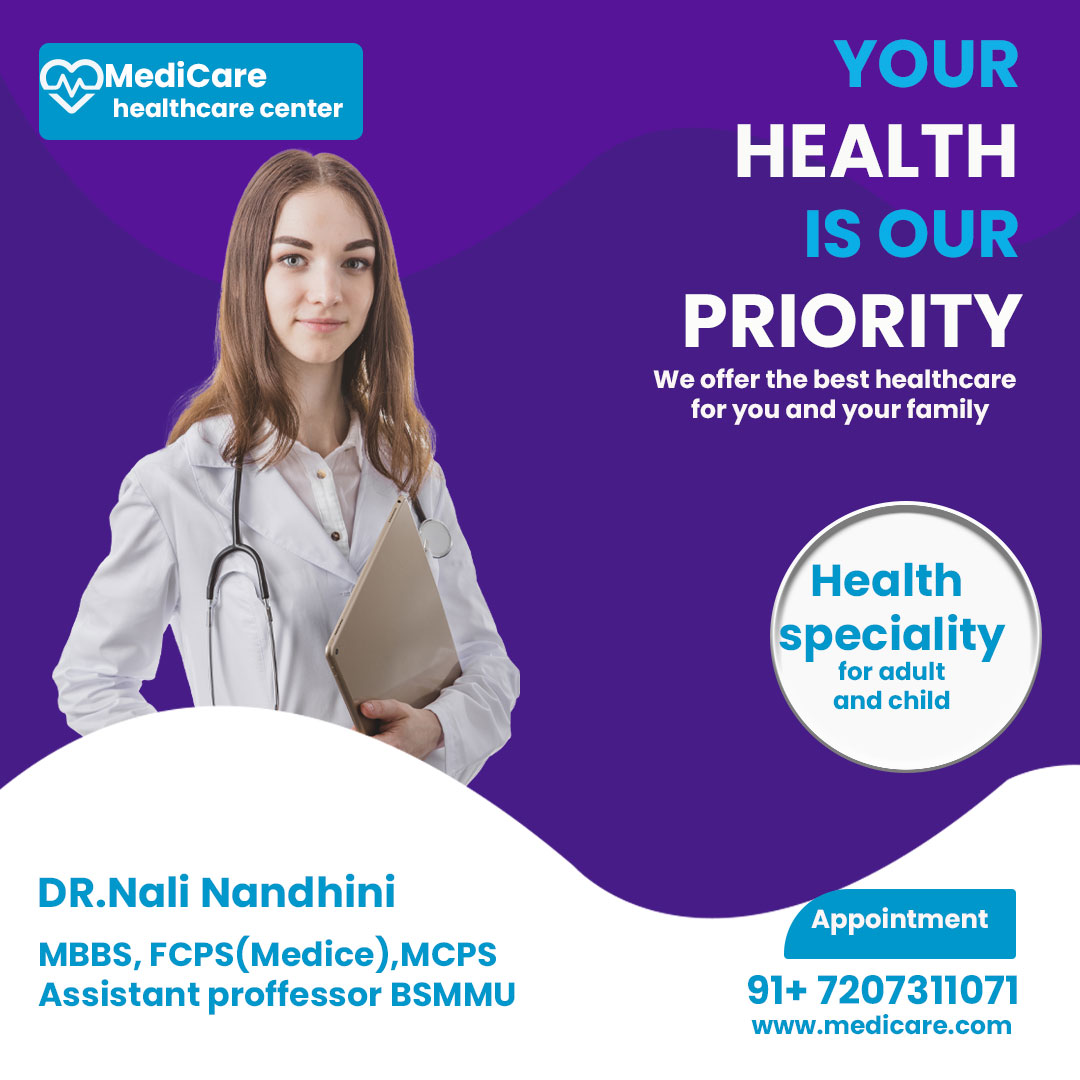 MediCare
healthcare center
YOUR
HEALTH
IS OUR
PRIORITY
We offer the best healthcare
for you and your family
Health
speciality
for adult
and child
DR.Nali Nandhini
MBBS, FCPS(Medice),MCPS
Assistant proffessor BSMMU
Appointment
91+ 7207311071
www.medicare.com